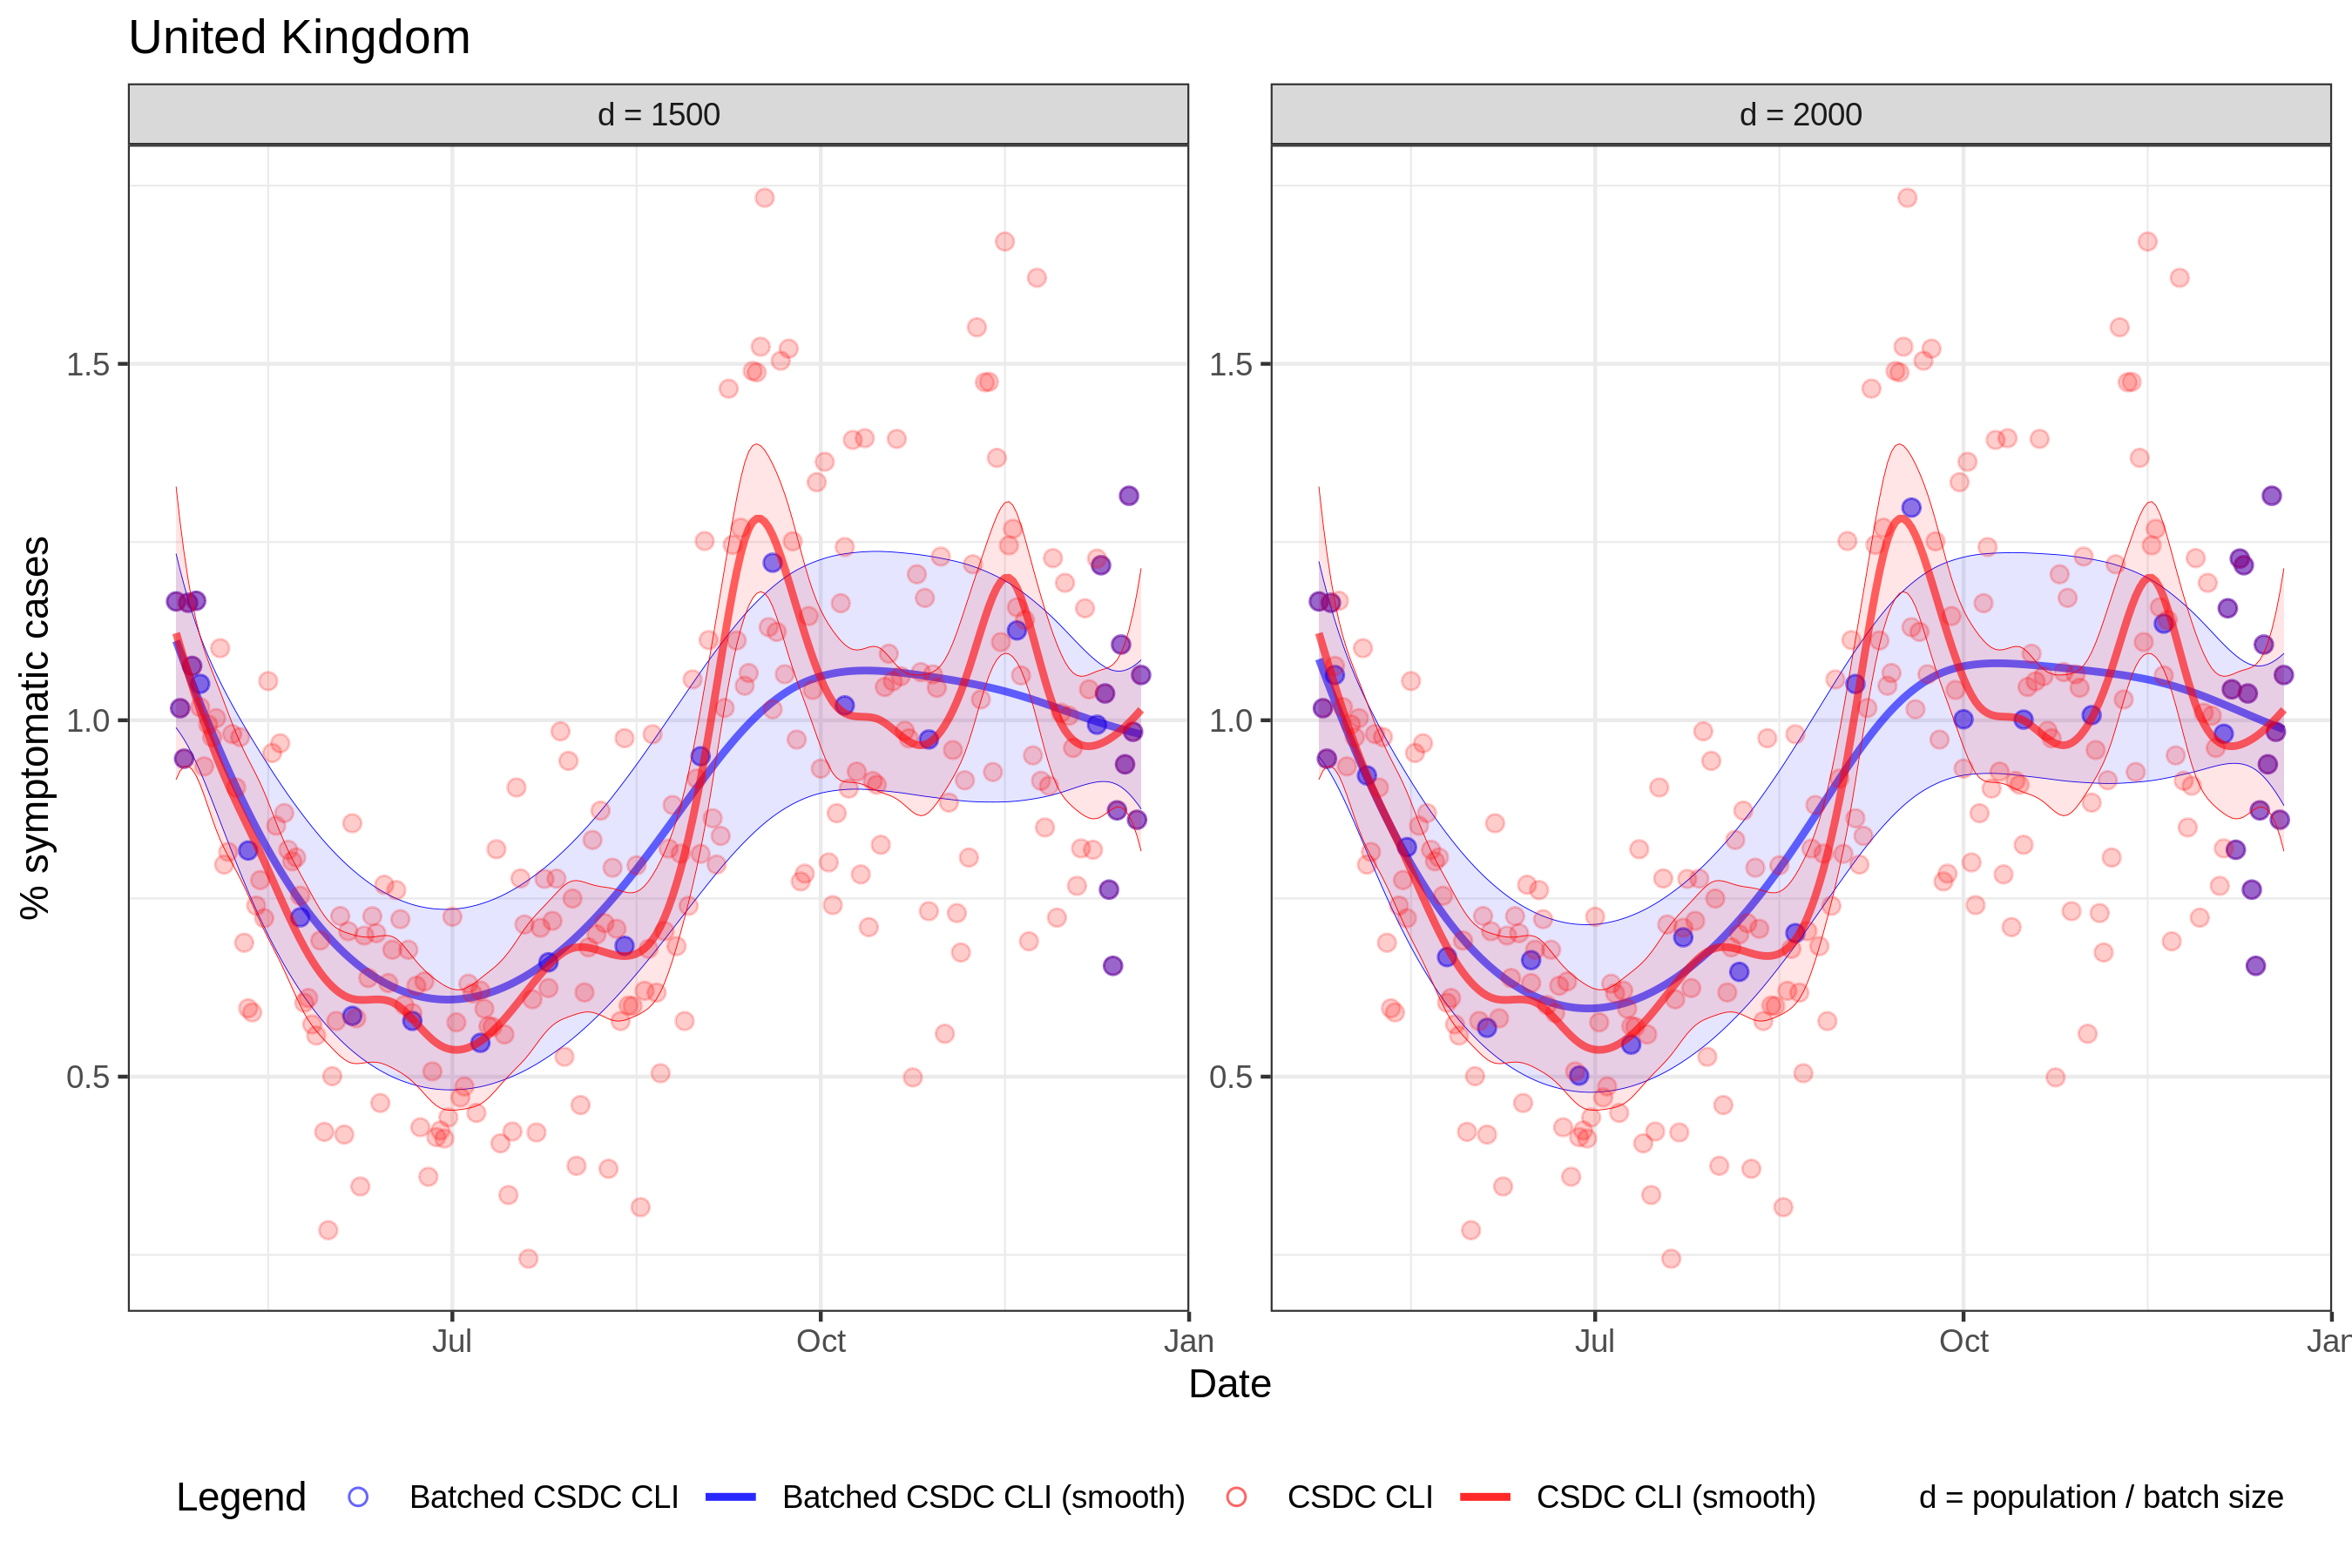 United Kingdom
d = 1500
d = 2000
% symptomatic cases
1.5
1.0
0.5
1.5
1.0
0.5
Jul
Oct
Jan
Jul
Oct
Jan
Date
Legend
Batched CSDC CLI
Batched CSDC CLI (smooth)
CSDC CLI
CSDC CLI (smooth)
d = population / batch size